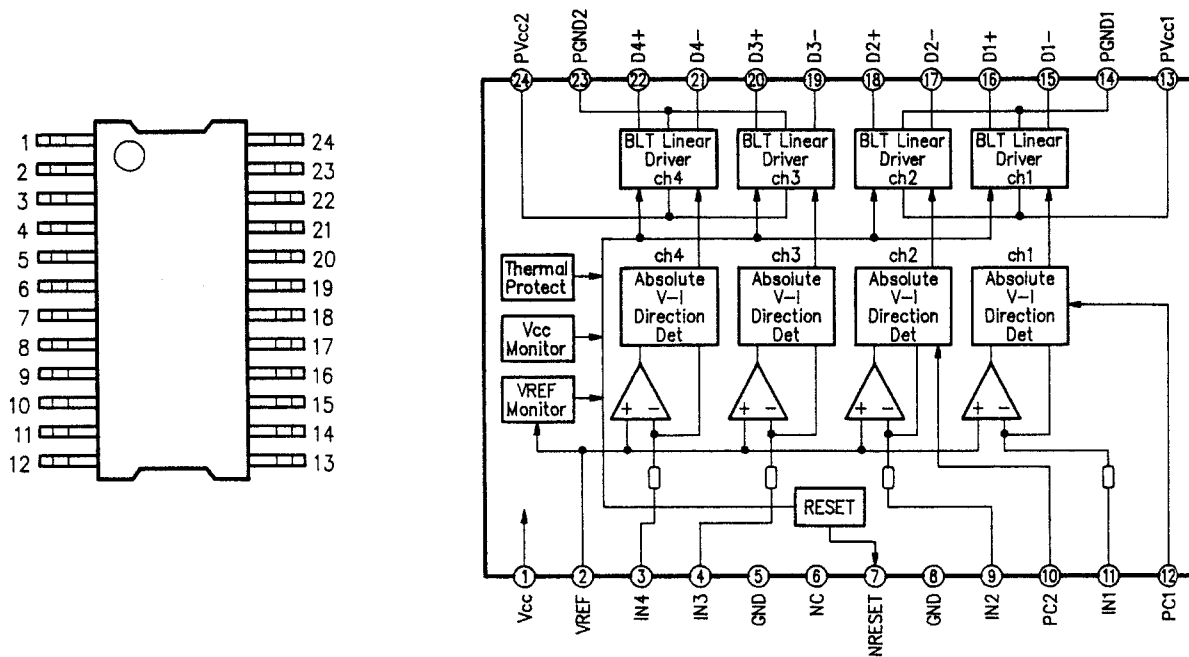 1
2
3
4
5
6
7
8
9
10
11
12
24
23
22
21
20
19
18
17
16
15
14
13
PVcc2
PGND2
D4+
D4-
D3+
D3-
D2+
D2-
D1+
D1-
PGND1
PVcc1
24
23
22
21
20
19
18
17
16
15
14
13
BLT Linear
Driver
ch4
BLT Linear
Driver
ch3
BLT Linear
Driver
ch2
BLT Linear
Driver
ch1
Thermal
Protect
Vcc
Monitor
VREF
Monitor
ch4
Absolute
V-I
Direction
Det
ch3
Absolute
V-I
Direction
Det
ch2
Absolute
V-I
Direction
Det
ch1
Absolute
V-I
Direction
Det
+ -
+ -
+ -
+ -
RESET
1
2
3
4
5
6
7
8
9
10
11
12
Vcc
VREF
IN4
IN3
GND
NC
NRESET
GND
IN2
PC2
IN1
PC1